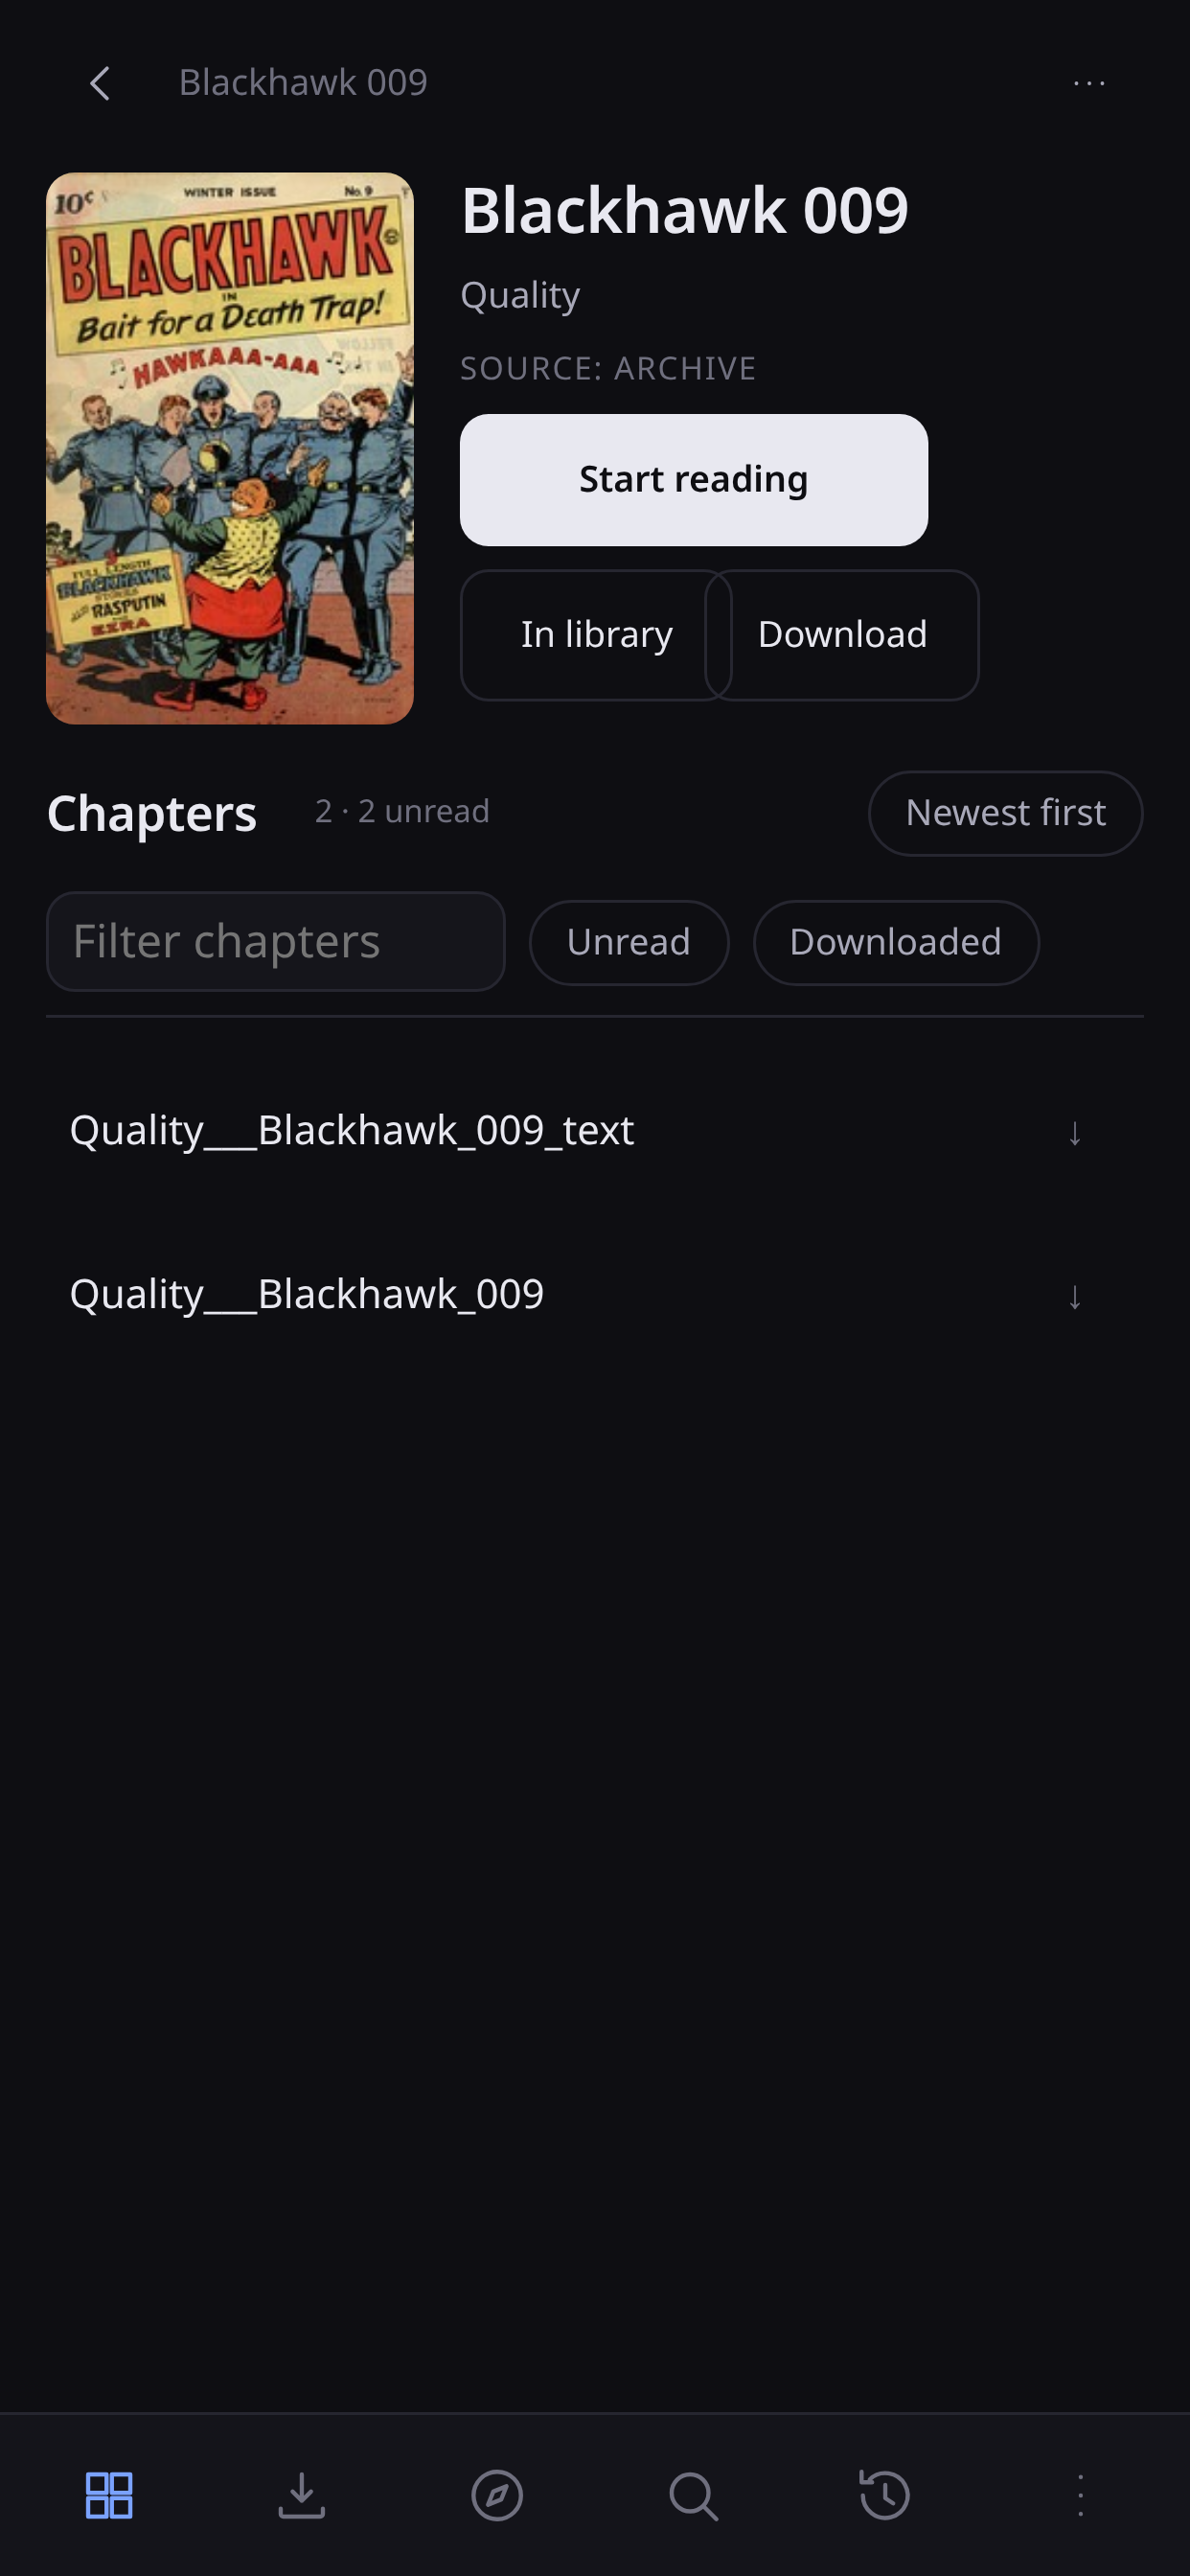 Blackhawk 009
...
10¢ WINTER ISSUE No. 9
BLACKHAWK
IN
Bait for a Death Trap!
HAWKAAA-AAA
FULL LENGTH
BLACKHAWK
STORIES
ALSO RASPUTIN
EZRA
Blackhawk 009
Quality
SOURCE: ARCHIVE
Start reading
In library
Download
Chapters
2 · 2 unread
Newest first
Filter chapters
Unread
Downloaded
Quality___Blackhawk_009_text
↓
Quality___Blackhawk_009
↓